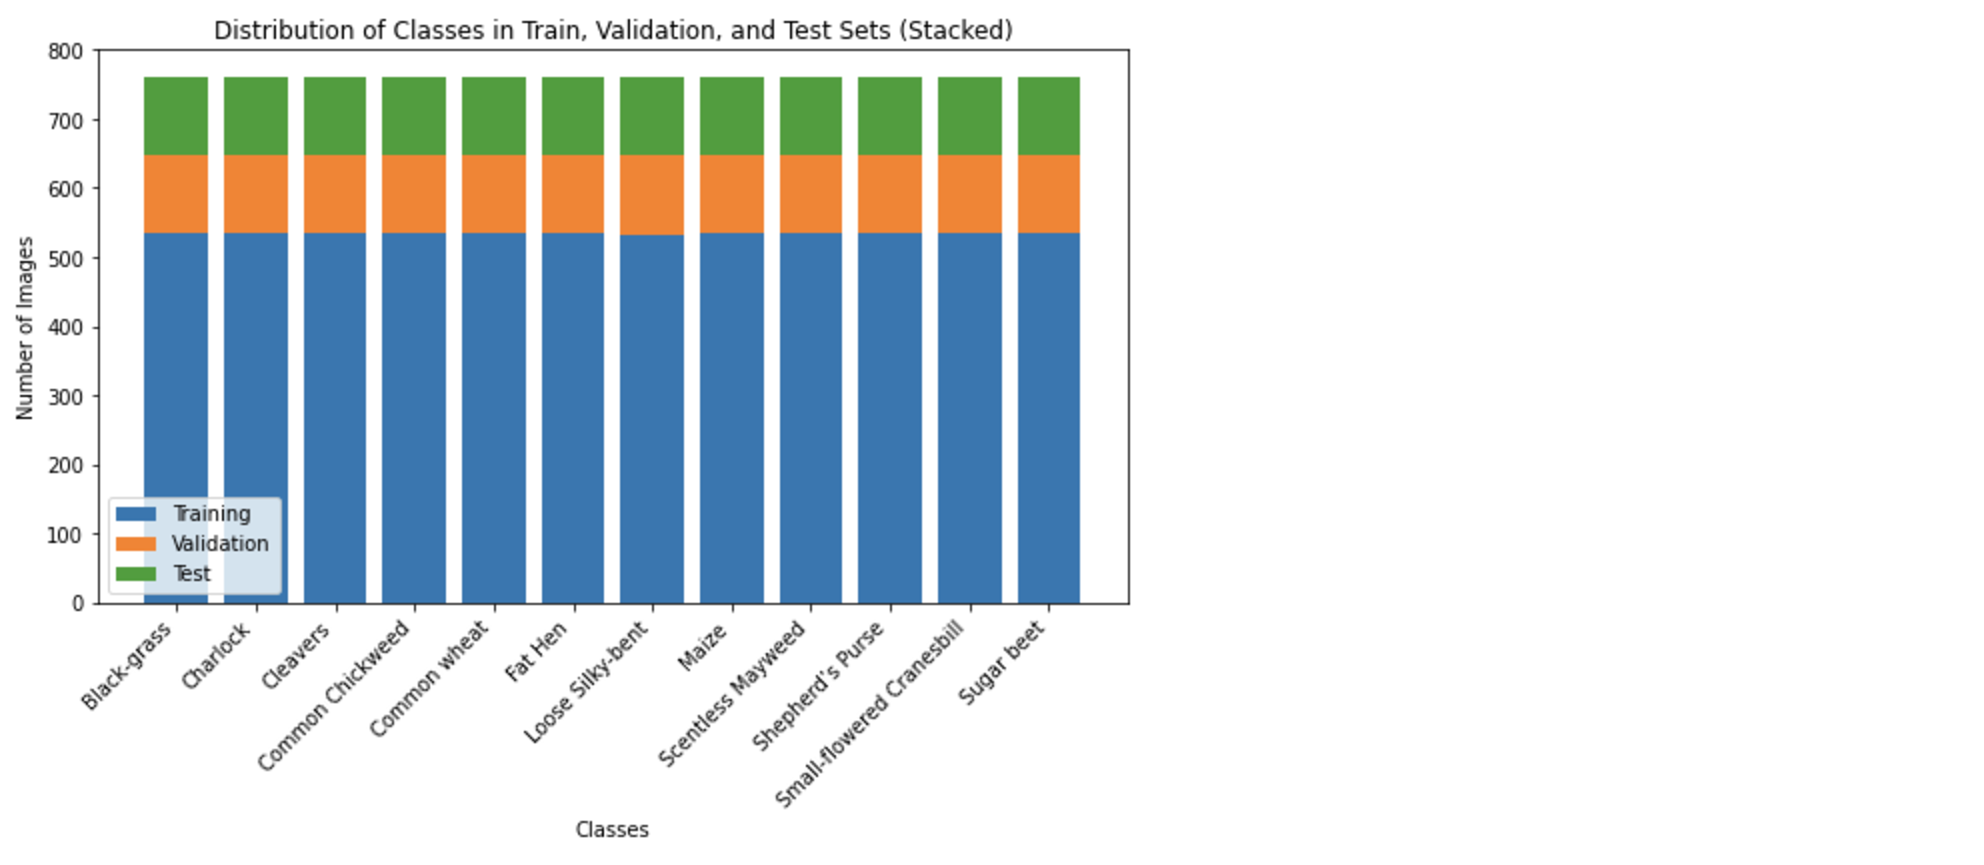 Distribution of Classes in Train, Validation, and Test Sets (Stacked)
800
700
600
500
400
300
200
100
0
Number of Images
Training
Validation
Test
Black-grass
Charlock
Cleavers
Common Chickweed
Common wheat
Fat Hen
Loose Silky-bent
Maize
Scentless Mayweed
Shepherd's Purse
Small-flowered Cranesbill
Sugar beet
Classes